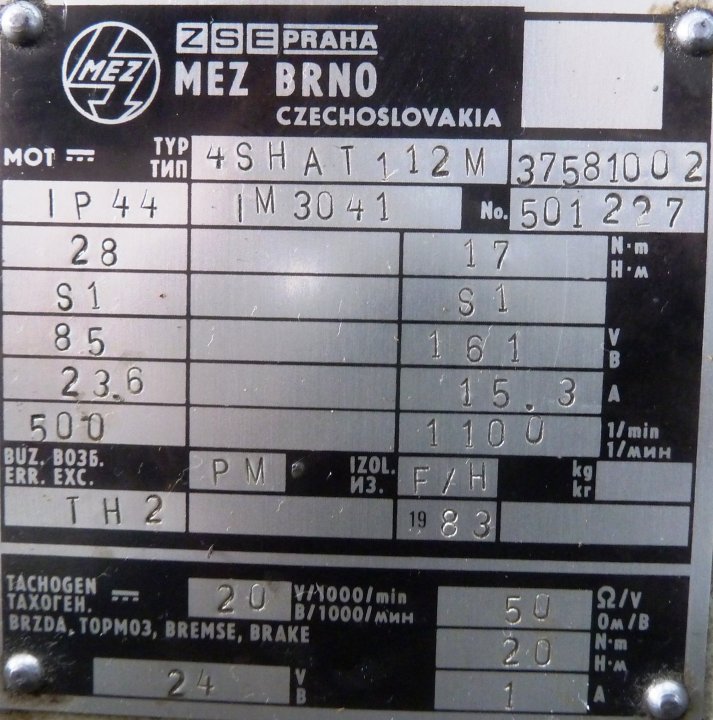 MEZ
ZSE PRAHA
MEZ BRNO
CZECHOSLOVAKIA
MOT TYP ТИП 4SHAT112M 37581002
IP44 IM3041 No. 501227
28 17 N·m Н·м
S1 S1
85 161 V В
23.6 15.3 A
500 1100 1/min 1/мин
BUZ. ВОЗБ. ERR. EXC. PM IZOL. ИЗ. F/H kg kr
TH2 1983
TACHOGEN ТАХОГЕН. 20 V/1000/min В/1000/мин 50 Ω/V Ом/В
BRZDA, ТОРМОЗ, BREMSE, BRAKE 20 N·m Н·м
24 V В 1 A